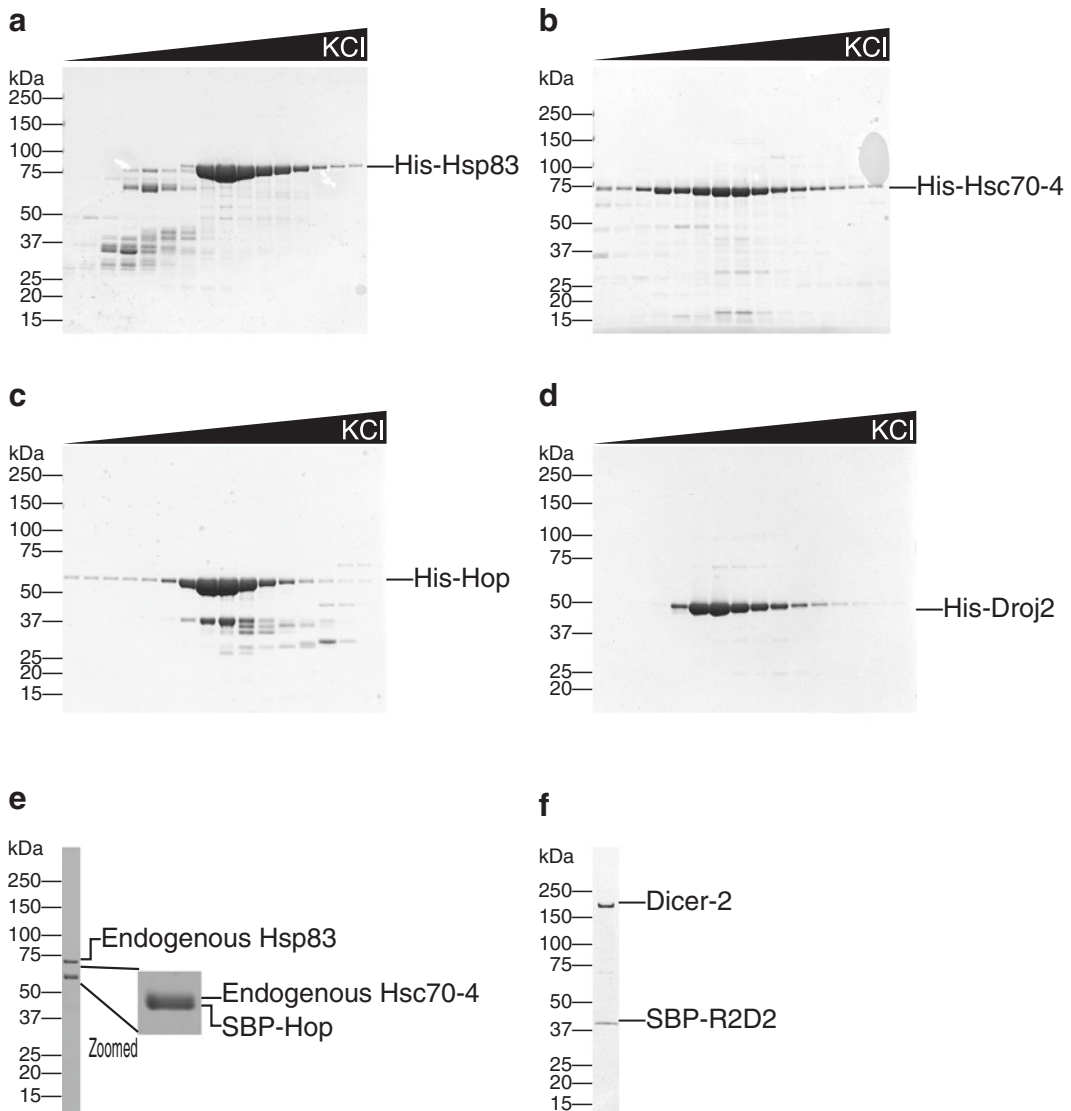 a
KCl
kDa
250
150
100
75
50
37
25
20
15
His-Hsp83
b
KCl
kDa
250
150
100
75
50
37
25
20
15
His-Hsc70-4
c
KCl
kDa
250
150
100
75
50
37
25
20
15
His-Hop
d
KCl
kDa
250
150
100
75
50
37
25
20
His-Droj2
e
kDa
250
150
100
75
50
37
25
20
15
Endogenous Hsp83
Endogenous Hsc70-4
SBP-Hop
Zoomed
f
kDa
250
150
100
75
50
37
25
20
15
Dicer-2
SBP-R2D2